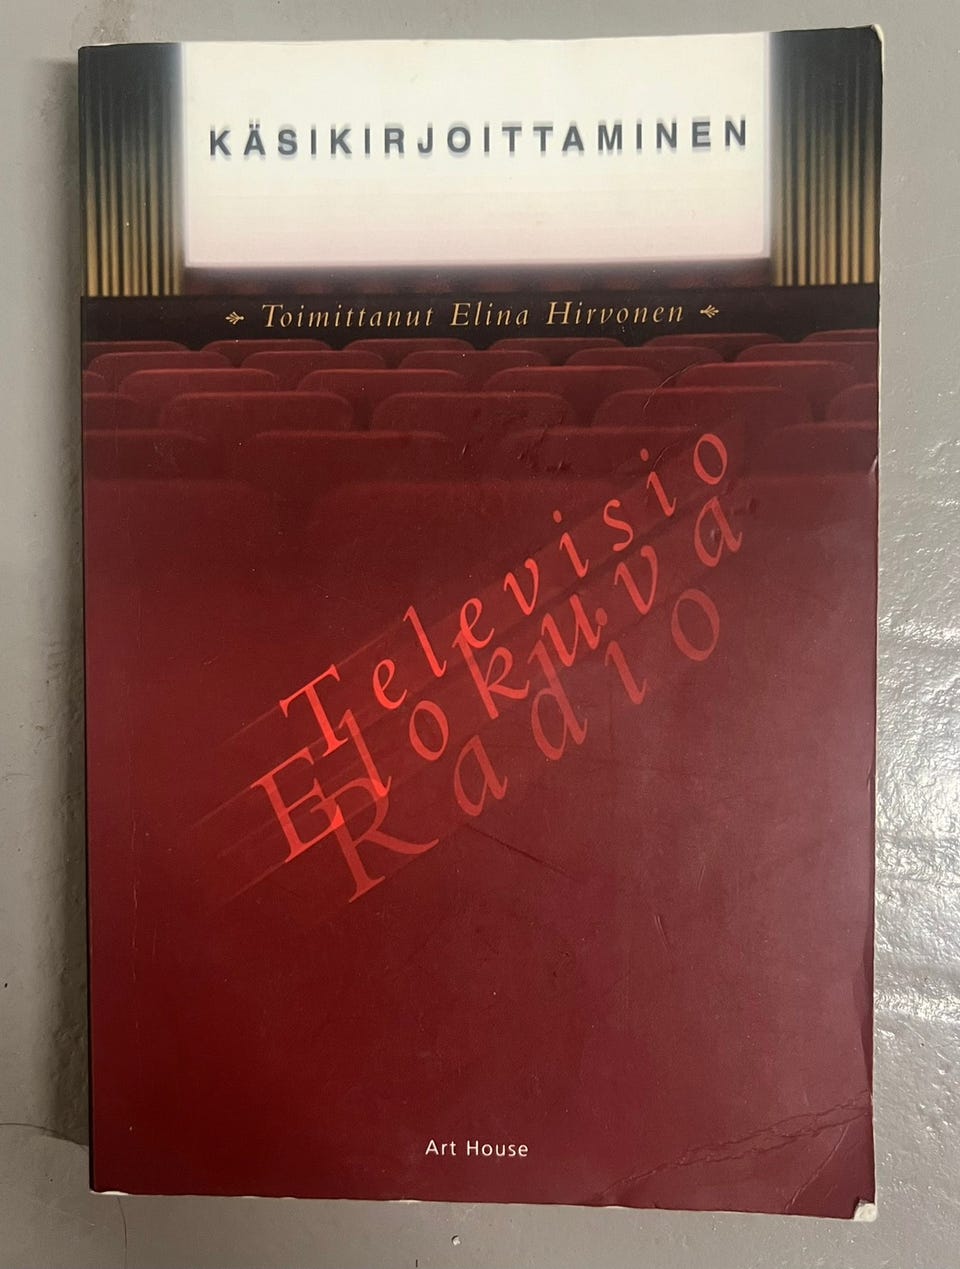 KÄSIKIRJOITTAMINEN
Toimittanut Elina Hirvonen
Televisio
Elokuva
Radio
Art House